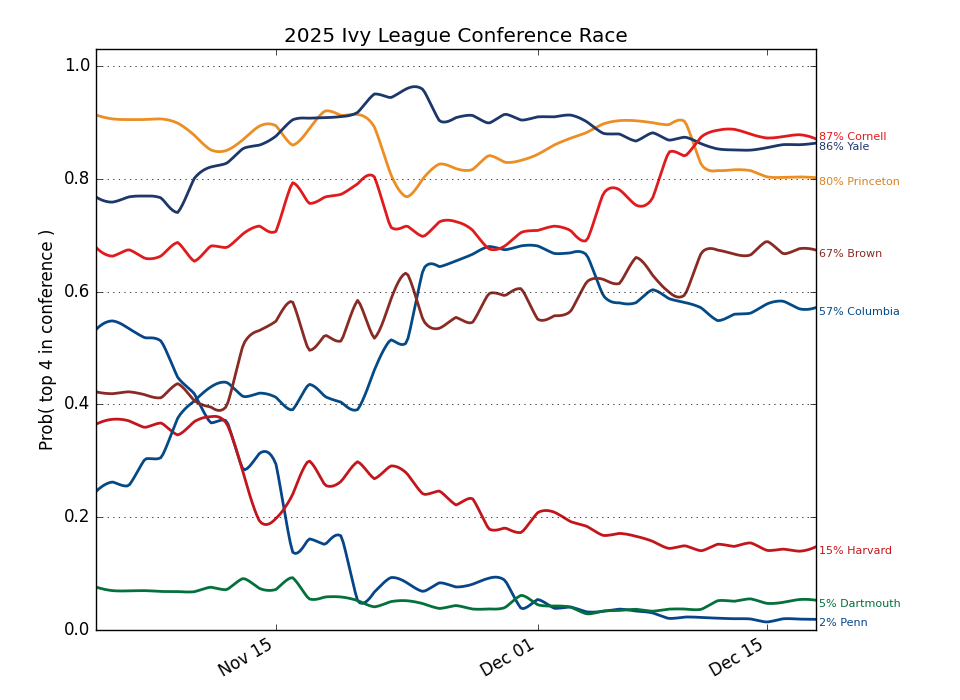 2025 Ivy League Conference Race
Prob( top 4 in conference )
1.0
0.8
0.6
0.4
0.2
0.0
Nov 15
Dec 01
Dec 15
87% Cornell
86% Yale
80% Princeton
67% Brown
57% Columbia
15% Harvard
5% Dartmouth
2% Penn